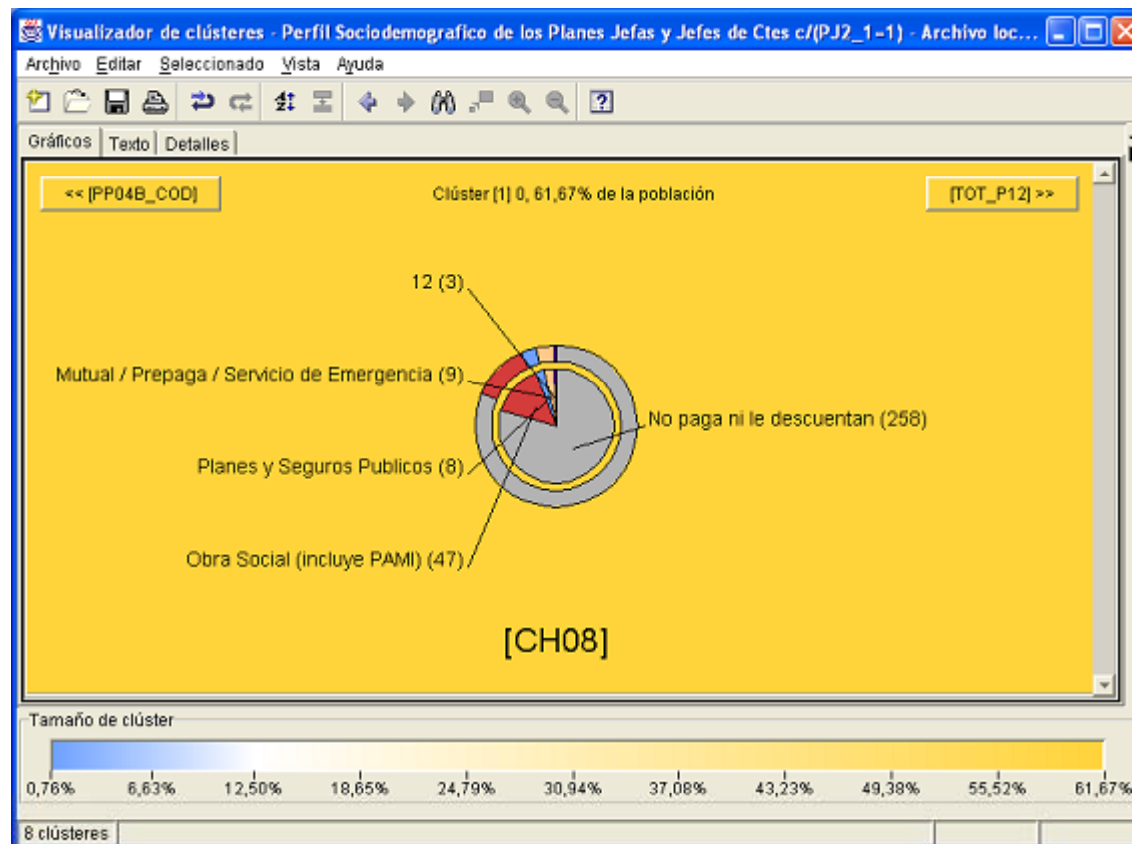 Visualizador de clústeres - Perfil Sociodemografico de los Planes Jefas y Jefes de Ctes c/(PJ2_1=1) - Archivo loc...
Archivo Editar Seleccionado Vista Ayuda
Gráficos Texto Detalles
<< [PP04B_COD] Clúster [1] 0, 61,67% de la población [TOT_P12] >>
12 (3)
Mutual / Prepaga / Servicio de Emergencia (9)
No paga ni le descuentan (258)
Planes y Seguros Publicos (8)
Obra Social (incluye PAMI) (47)
[CH08]
Tamaño de clúster
0,76% 6,63% 12,50% 18,65% 24,79% 30,94% 37,08% 43,23% 49,38% 55,52% 61,67%
8 clústeres